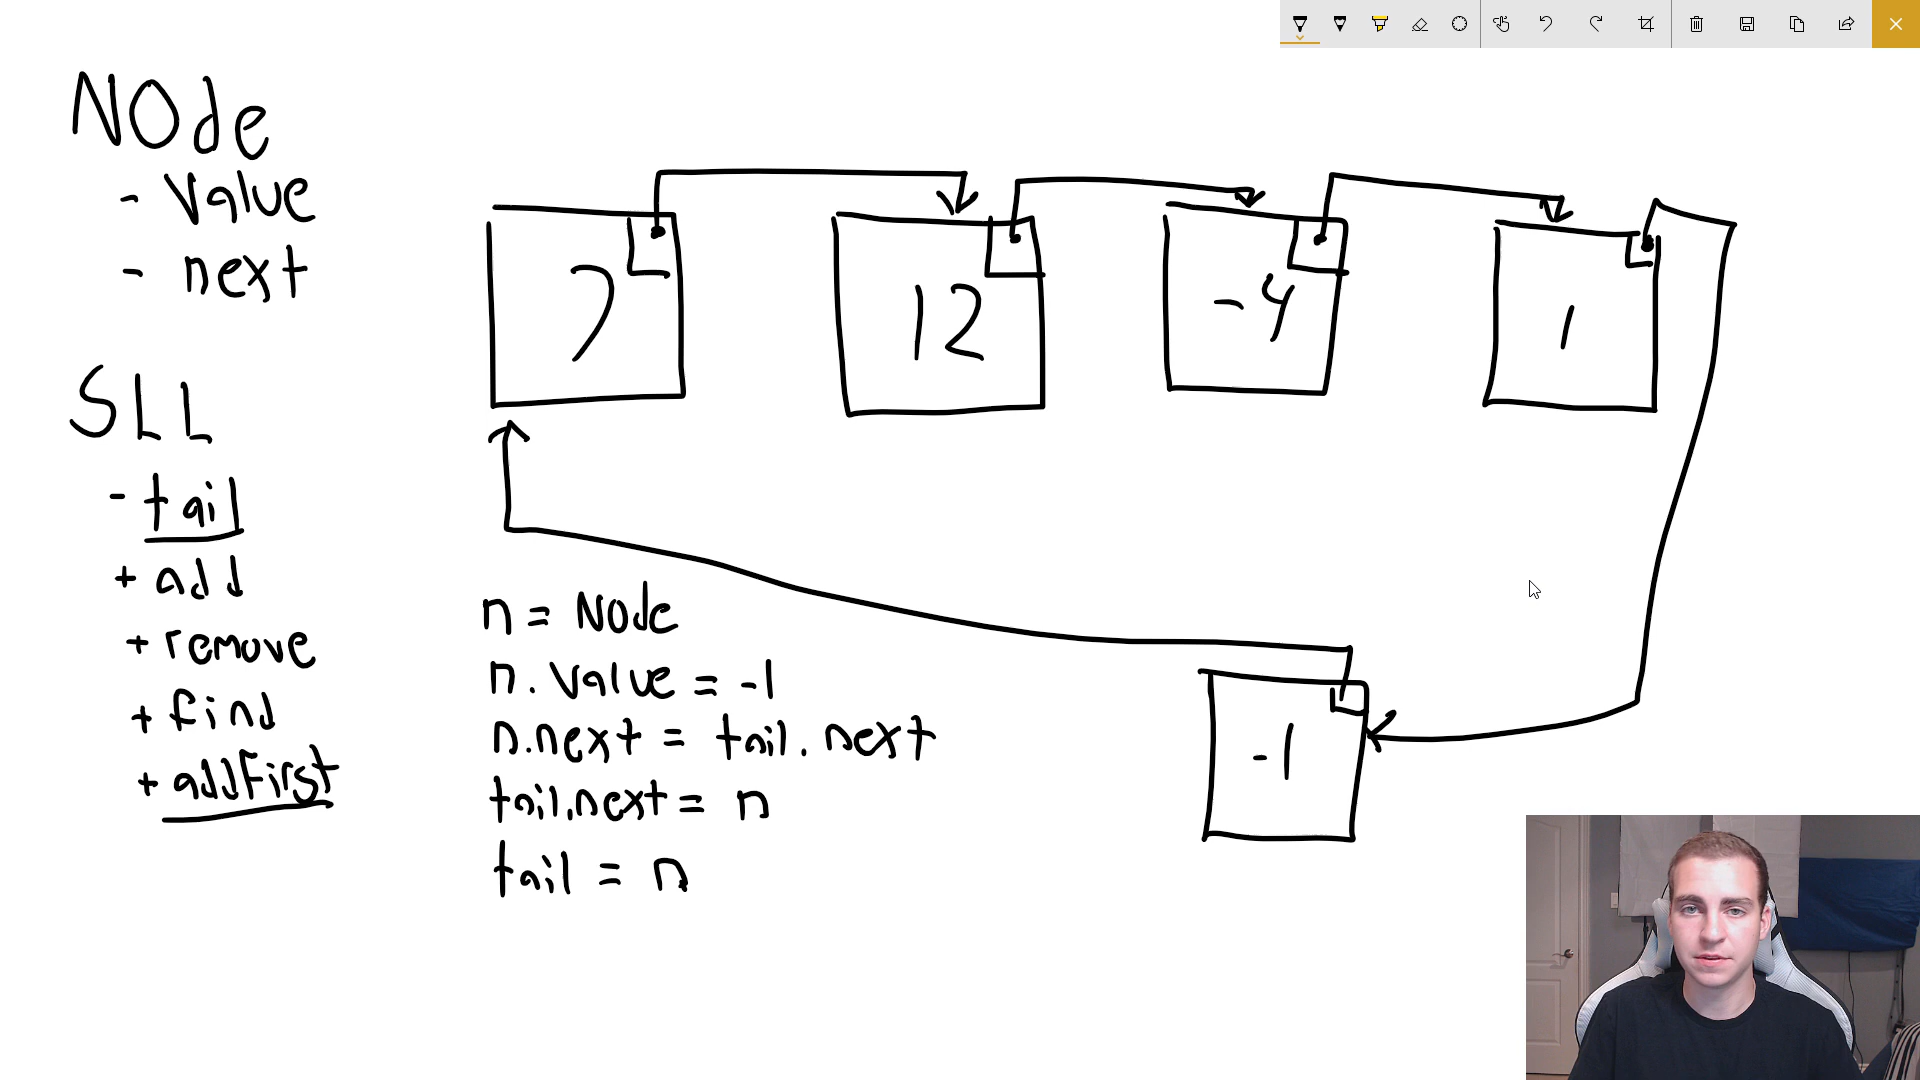 Node
- Value
- next
SLL
- tail
+ add
+ remove
+ find
+ addFirst
7
12
-4
1
n = Node
n.value = -1
n.next = tail.next
tail.next = n
tail = n
-1